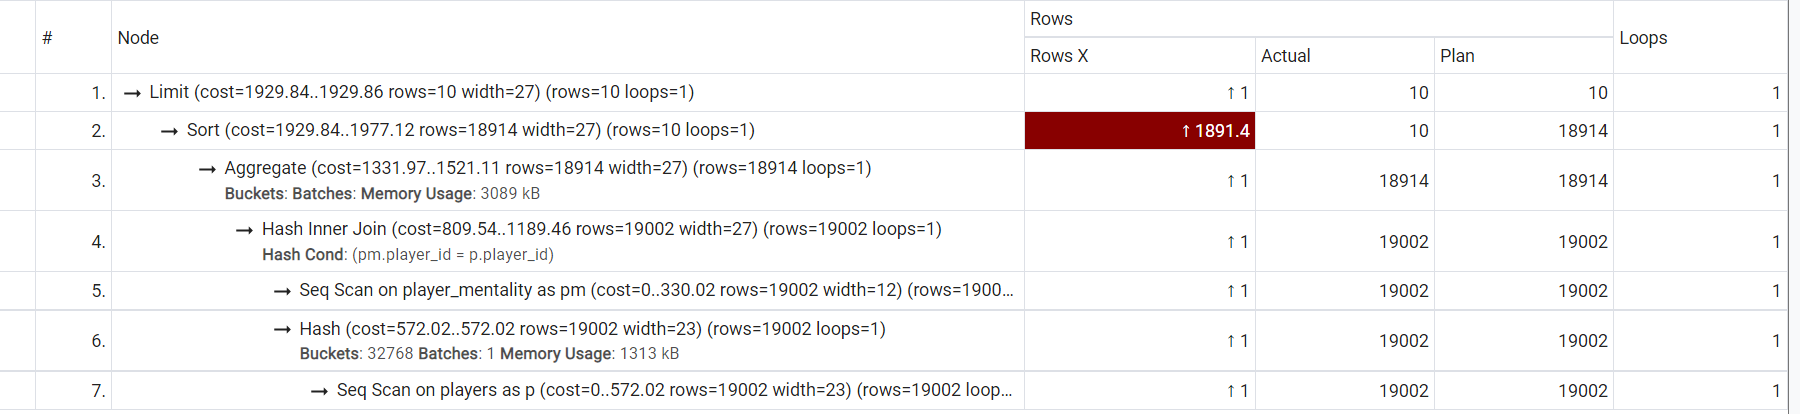 # Node Rows Loops
Rows X Actual Plan
1. → Limit (cost=1929.84..1929.86 rows=10 width=27) (rows=10 loops=1) ↑ 1 10 10 1
2. → Sort (cost=1929.84..1977.12 rows=18914 width=27) (rows=10 loops=1) ↑ 1891.4 10 18914 1
3. → Aggregate (cost=1331.97..1521.11 rows=18914 width=27) (rows=18914 loops=1) ↑ 1 18914 18914 1
Buckets: Batches: Memory Usage: 3089 kB
4. → Hash Inner Join (cost=809.54..1189.46 rows=19002 width=27) (rows=19002 loops=1) ↑ 1 19002 19002 1
Hash Cond: (pm.player_id = p.player_id)
5. → Seq Scan on player_mentality as pm (cost=0..330.02 rows=19002 width=12) (rows=1900... ↑ 1 19002 19002 1
6. → Hash (cost=572.02..572.02 rows=19002 width=23) (rows=19002 loops=1) ↑ 1 19002 19002 1
Buckets: 32768 Batches: 1 Memory Usage: 1313 kB
7. → Seq Scan on players as p (cost=0..572.02 rows=19002 width=23) (rows=19002 loop... ↑ 1 19002 19002 1